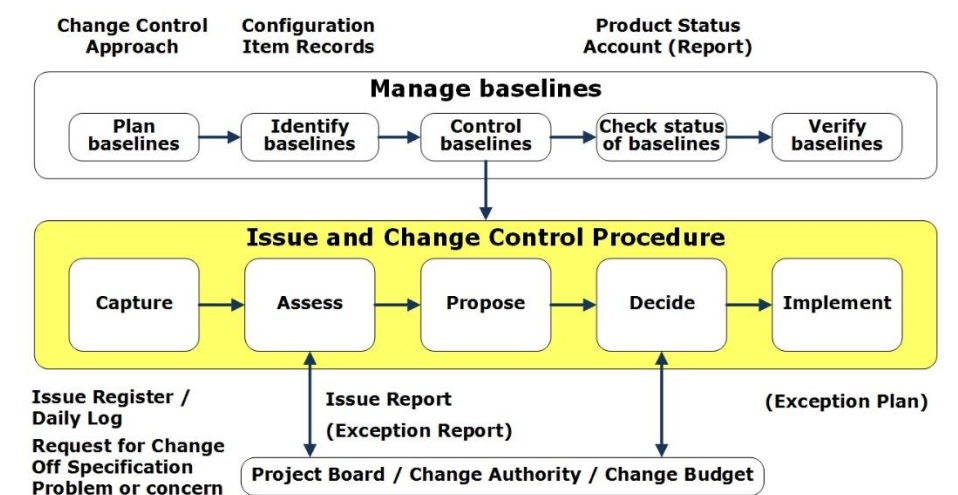 Change Control
Approach
Configuration
Item Records
Product Status
Account (Report)
Manage baselines
Plan
baselines
Identify
baselines
Control
baselines
Check status
of baselines
Verify
baselines
Issue and Change Control Procedure
Capture
Assess
Propose
Decide
Implement
Issue Register /
Daily Log
Request for Change
Off Specification
Problem or concern
Issue Report
(Exception Report)
(Exception Plan)
Project Board / Change Authority / Change Budget